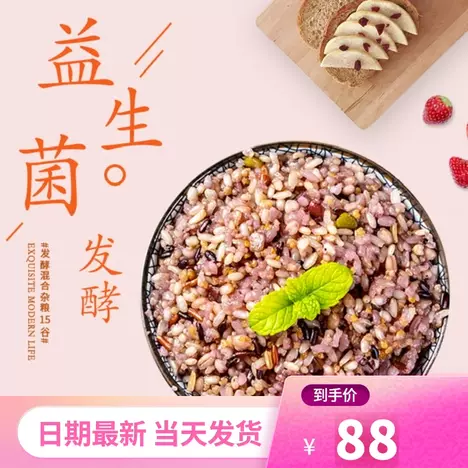 益生菌
发酵
#发酵混合杂粮15谷#
EXQUISITE MODERN LIFE
到手价
日期最新 当天发货
￥88